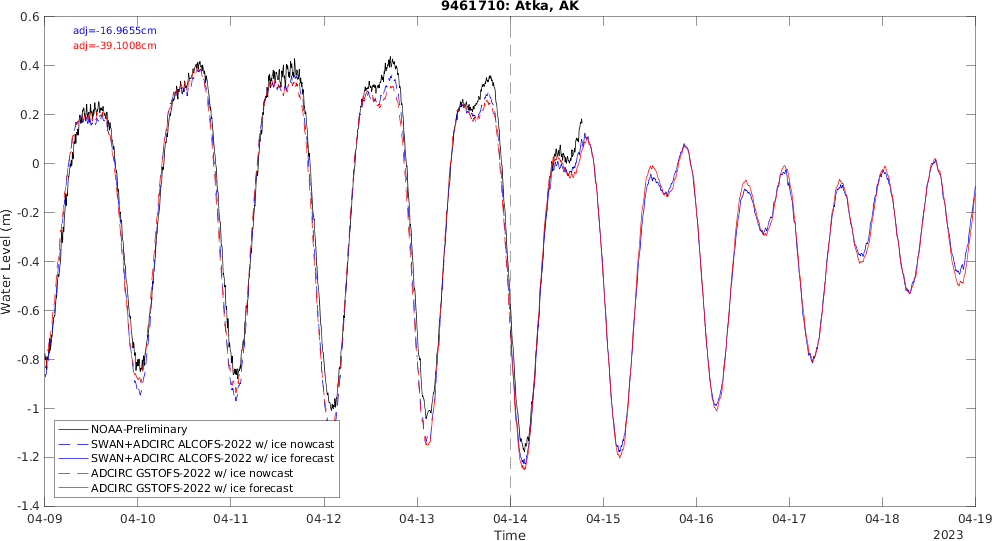 9461710: Atka, AK
adj=-16.9655cm
adj=-39.1008cm
0.6
0.4
0.2
0
-0.2
-0.4
-0.6
-0.8
-1
-1.2
-1.4
Water Level (m)
NOAA-Preliminary
SWAN+ADCIRC ALCOFS-2022 w/ ice nowcast
SWAN+ADCIRC ALCOFS-2022 w/ ice forecast
ADCIRC GSTOFS-2022 w/ ice nowcast
ADCIRC GSTOFS-2022 w/ ice forecast
04-09 04-10 04-11 04-12 04-13 04-14 04-15 04-16 04-17 04-18 04-19
Time
2023